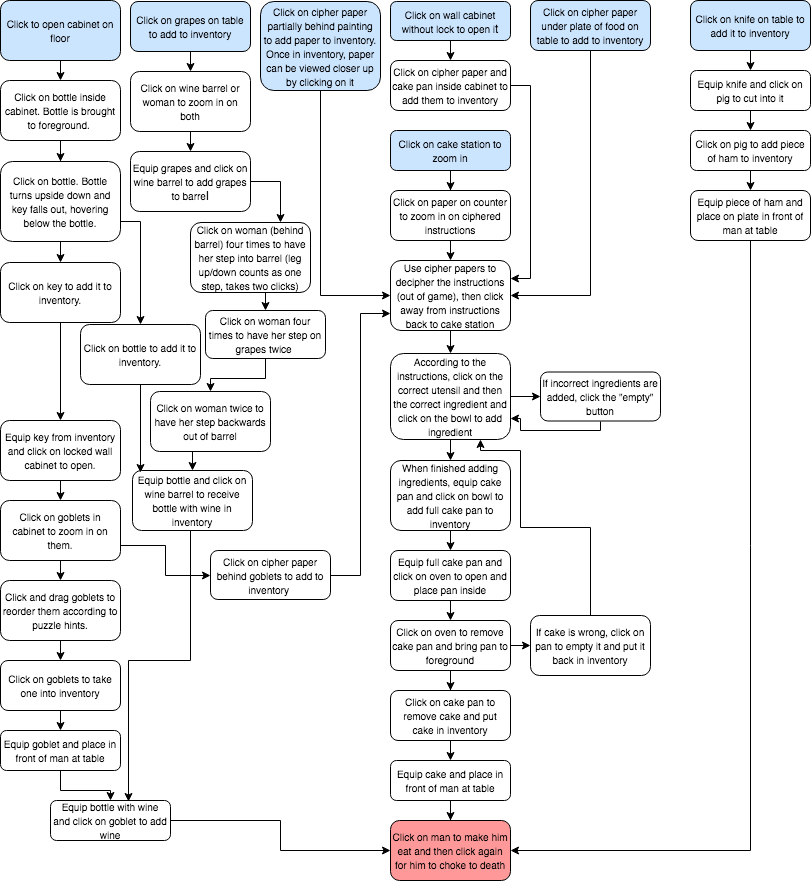 Click to open cabinet on
floor
Click on bottle inside
cabinet. Bottle is brought
to foreground.
Click on bottle. Bottle
turns upside down and
key falls out, hovering
below the bottle.
Click on key to add it to
inventory.
Click on bottle to add it to
inventory.
Equip key from inventory
and click on locked wall
cabinet to open.
Click on goblets in
cabinet to zoom in on
them.
Click and drag goblets to
reorder them according to
puzzle hints.
Click on goblets to take
one into inventory
Equip goblet and place in
front of man at table
Equip bottle with wine
and click on goblet to add
wine
Click on grapes on table
to add to inventory
Click on wine barrel or
woman to zoom in on
both
Equip grapes and click on
wine barrel to add grapes
to barrel
Click on woman (behind
barrel) four times to have
her step into barrel (leg
up/down counts as one
step, takes two clicks)
Click on woman four
times to have her step on
grapes twice
Click on woman twice to
have her step backwards
out of barrel
Equip bottle and click on
wine barrel to receive
bottle with wine in
inventory
Click on cipher paper
behind goblets to add to
inventory
Click on cipher paper
partially behind painting
to add paper to inventory.
Once in inventory, paper
can be viewed closer up
by clicking on it
Click on wall cabinet
without lock to open it
Click on cipher paper and
cake pan inside cabinet to
add them to inventory
Click on cake station to
zoom in
Click on paper on counter
to zoom in on ciphered
instructions
Use cipher papers to
decipher the instructions
(out of game), then click
away from instructions
back to cake station
According to the
instructions, click on the
correct utensil and then
the correct ingredient and
click on the bowl to add
ingredient
If incorrect ingredients are
added, click the "empty"
button
When finished adding
ingredients, equip cake
pan and click on bowl to
add full cake pan to
inventory
Equip full cake pan and
click on oven to open and
place pan inside
Click on oven to remove
cake pan and bring pan to
foreground
If cake is wrong, click on
pan to empty it and put it
back in inventory
Click on cake pan to
remove cake and put
cake in inventory
Equip cake and place in
front of man at table
Click on man to make him
eat and then click again
for him to choke to death
Click on cipher paper
under plate of food on
table to add to inventory
Click on knife on table to
add it to inventory
Equip knife and click on
pig to cut into it
Click on pig to add piece
of ham to inventory
Equip piece of ham and
place on plate in front of
man at table